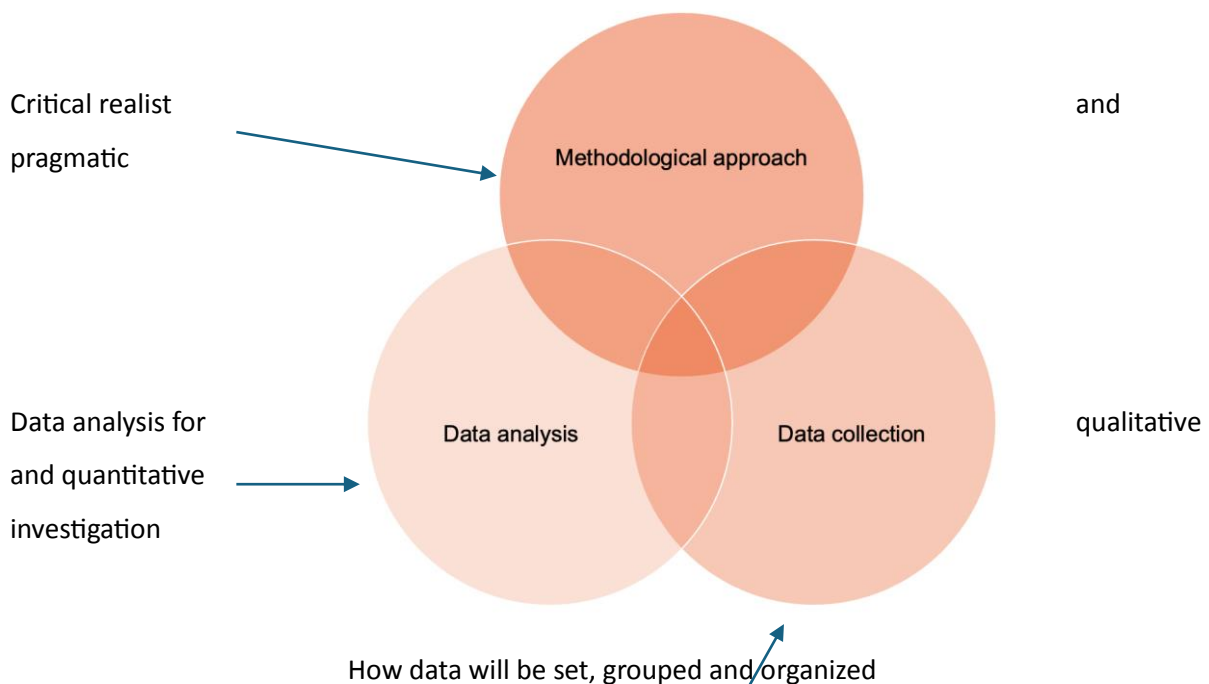 Critical realist and
pragmatic
Methodological approach
Data analysis for qualitative
and quantitative
investigation
Data analysis
Data collection
How data will be set, grouped and organized